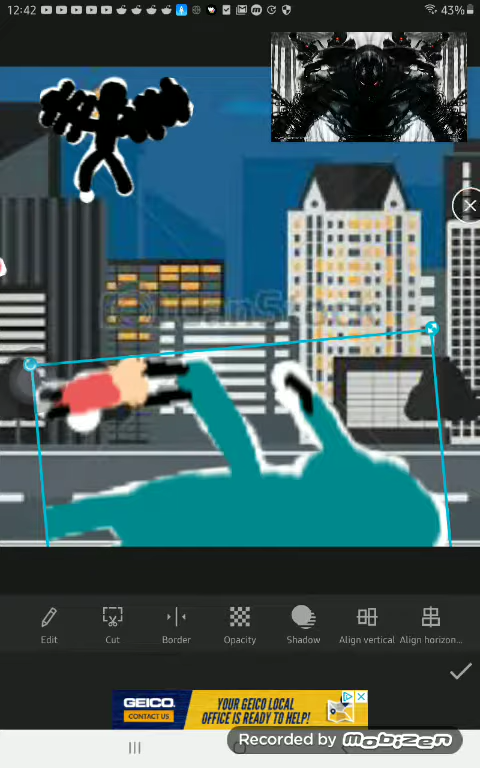 12:42
43%
Edit
Cut
Border
Opacity
Shadow
Align vertical
Align horizon...
GEICO.
CONTACT US
YOUR GEICO LOCAL
OFFICE IS READY TO HELP!
Recorded by mobizen